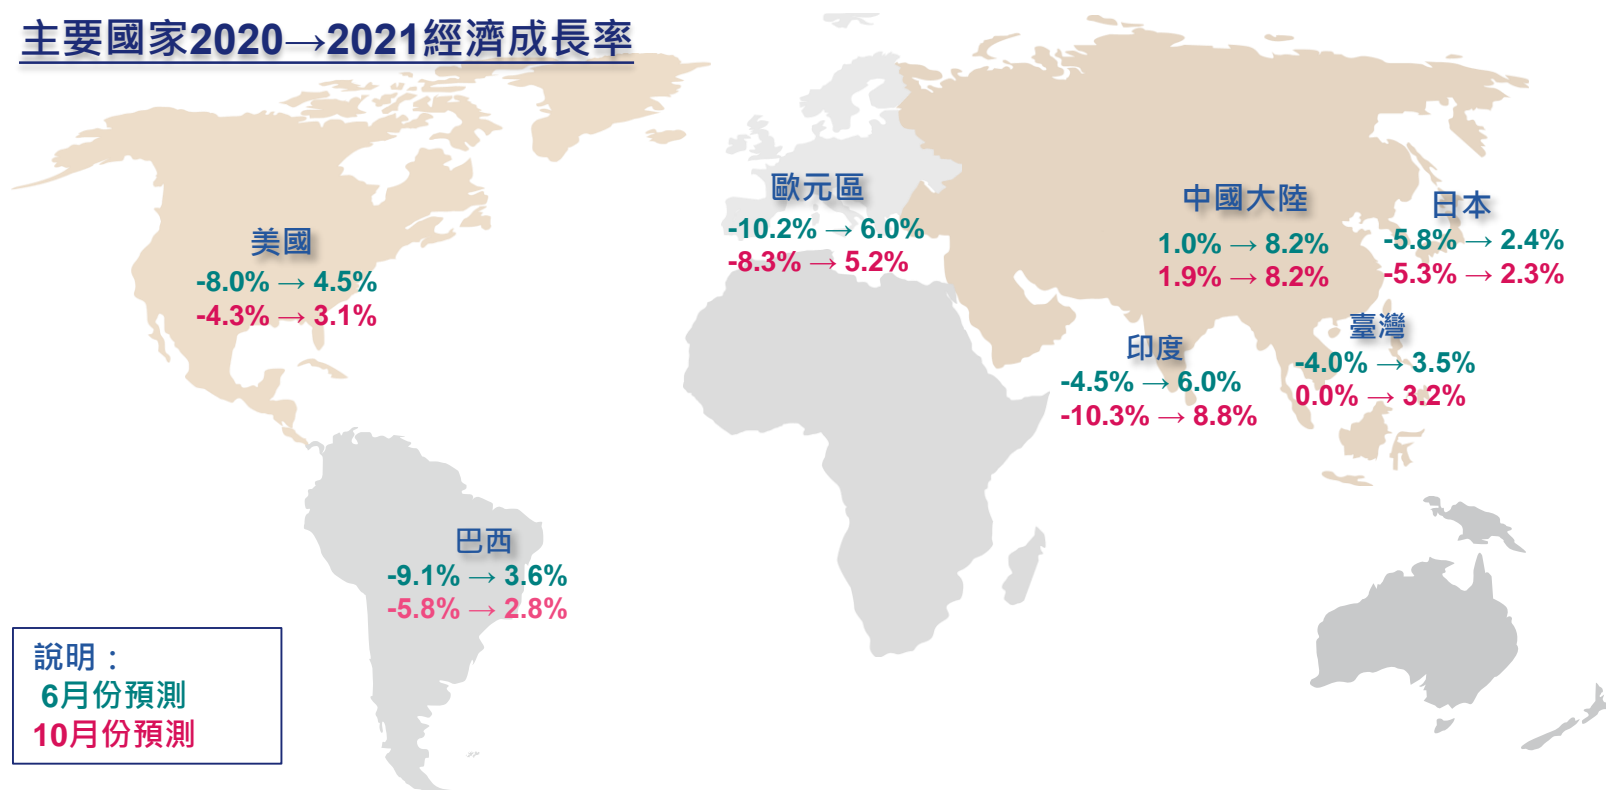 主要國家2020→2021經濟成長率
美國
-8.0% → 4.5%
-4.3% → 3.1%
歐元區
-10.2% → 6.0%
-8.3% → 5.2%
中國大陸
1.0% → 8.2%
1.9% → 8.2%
日本
-5.8% → 2.4%
-5.3% → 2.3%
印度
-4.5% → 6.0%
-10.3% → 8.8%
臺灣
-4.0% → 3.5%
0.0% → 3.2%
巴西
-9.1% → 3.6%
-5.8% → 2.8%
說明：
6月份預測
10月份預測